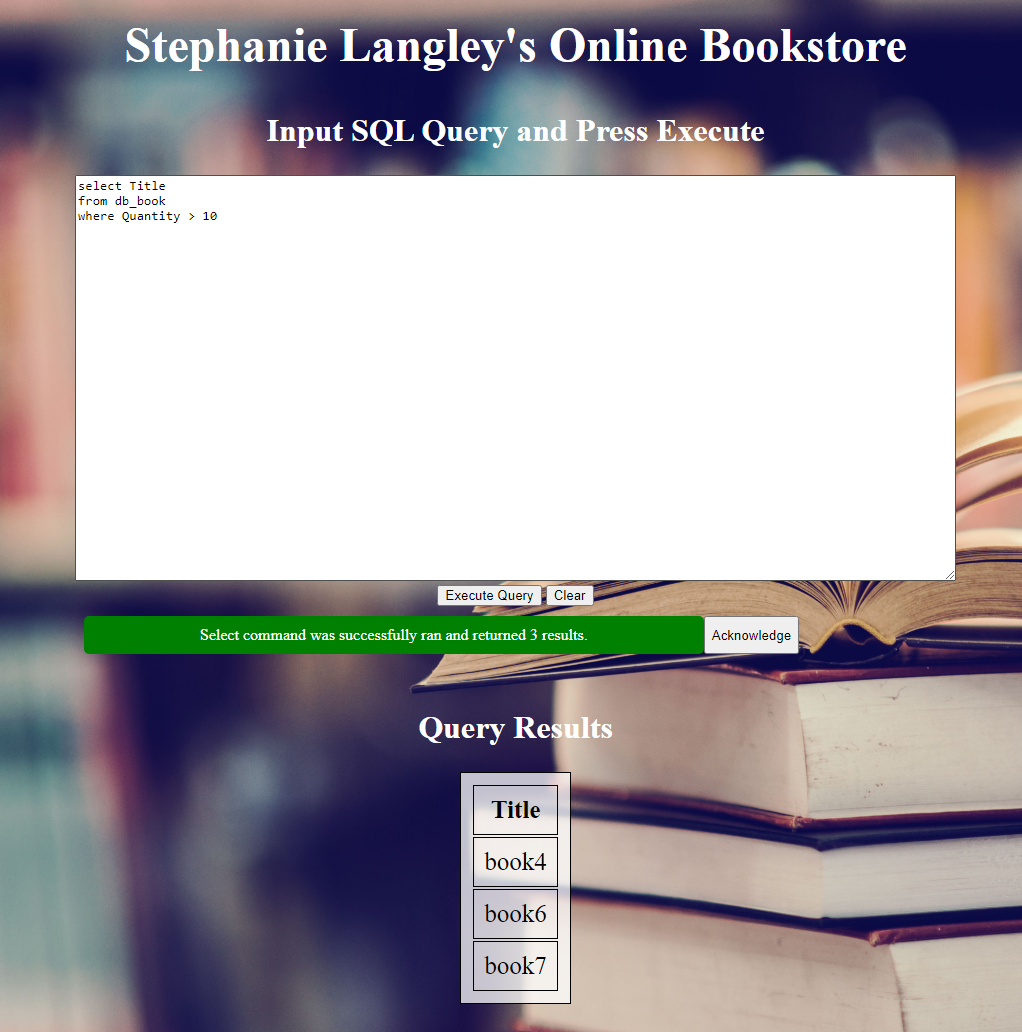 Stephanie Langley's Online Bookstore
Input SQL Query and Press Execute
select Title
from db_book
where Quantity > 10
Execute Query Clear
Select command was successfully ran and returned 3 results. Acknowledge
Query Results
Title
book4
book6
book7